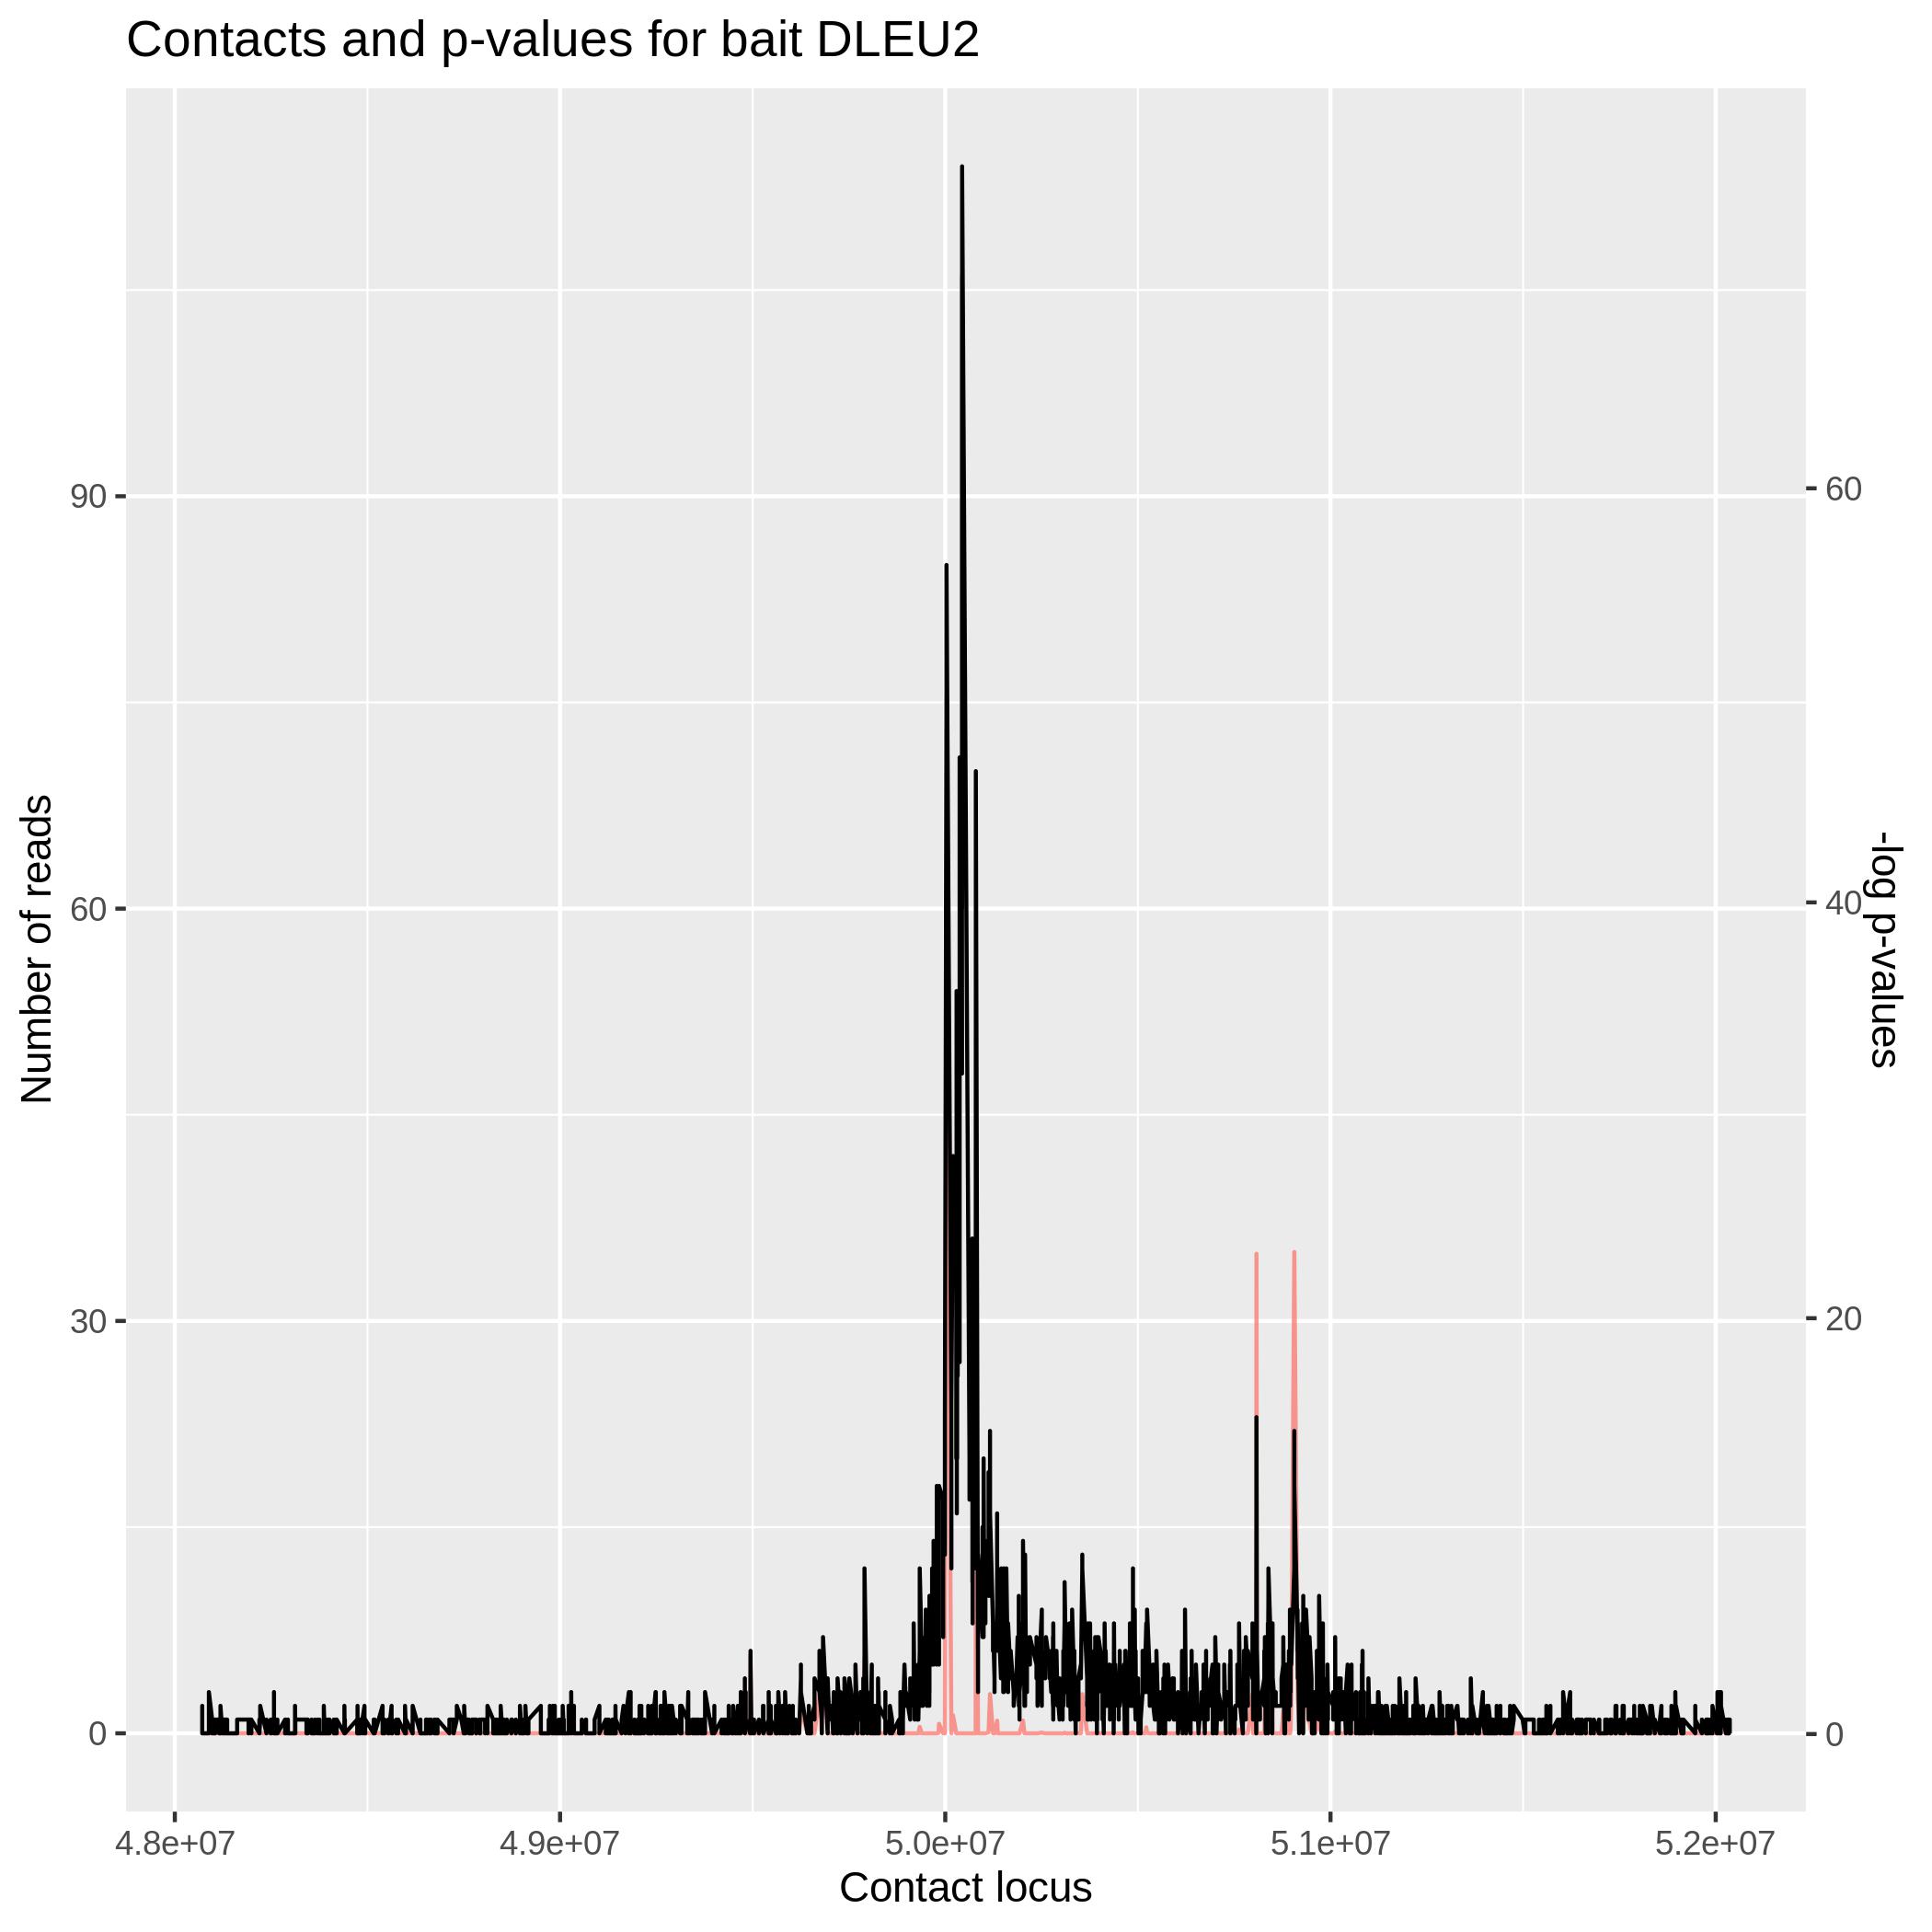 Contacts and p-values for bait DLEU2
Number of reads
90
60
30
0
60
40
20
0
-log p-values
4.8e+07 4.9e+07 5.0e+07 5.1e+07 5.2e+07
Contact locus